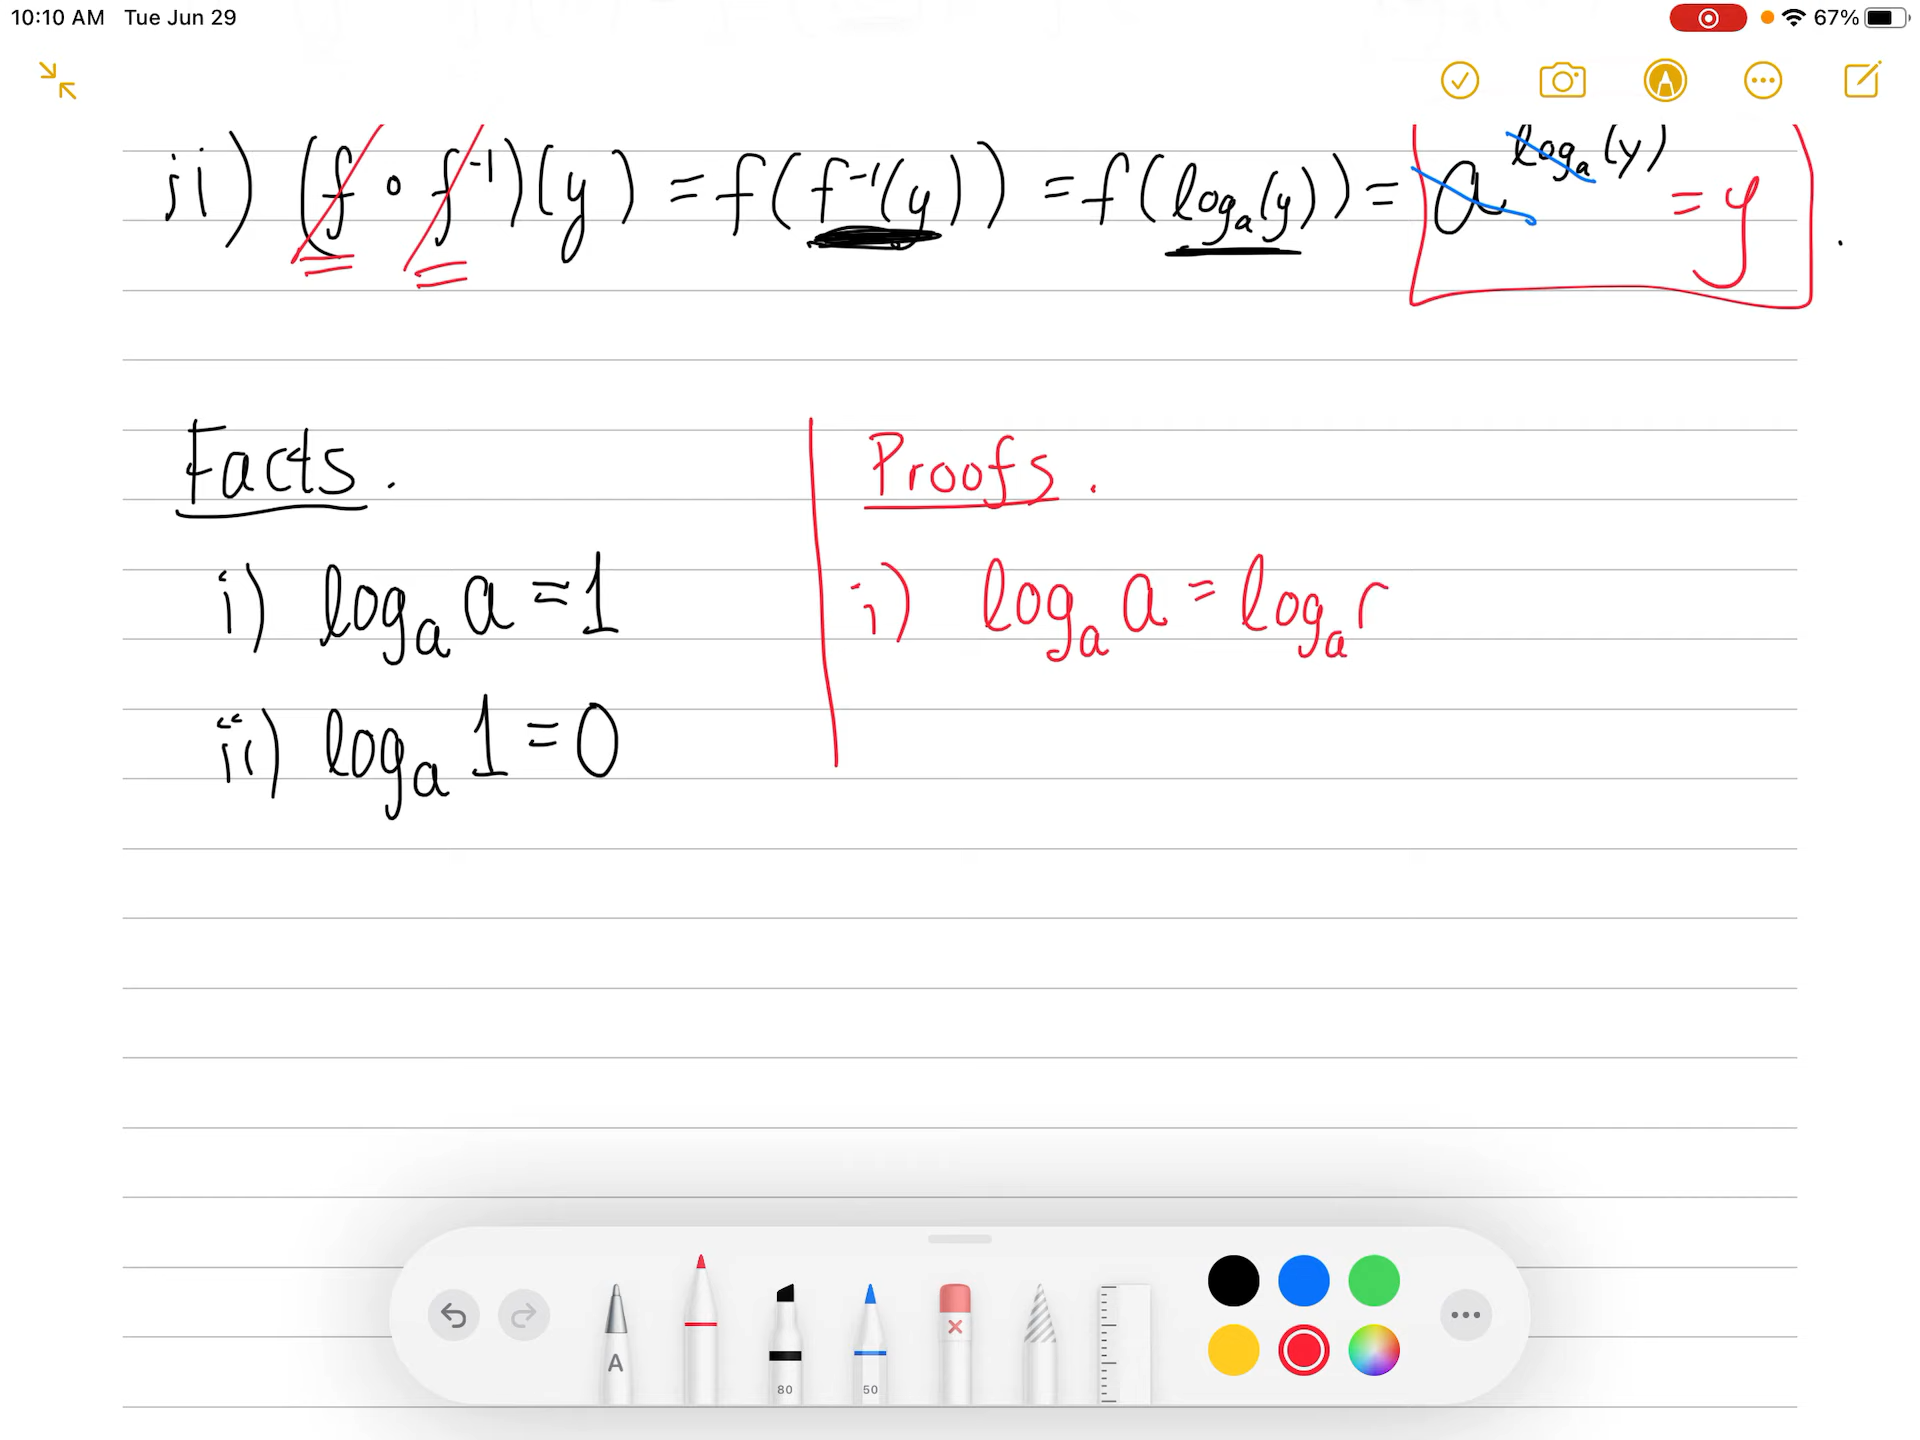 10:10 AM Tue Jun 29 67%
ii) (f ∘ f⁻¹)(y) = f(f⁻¹(y)) = f(logₐ(y)) = a^(logₐ(y)) = y .
Facts. Proofs.
i) logₐ a = 1 i) logₐ a = logₐ r
ii) logₐ 1 = 0
A 80 50